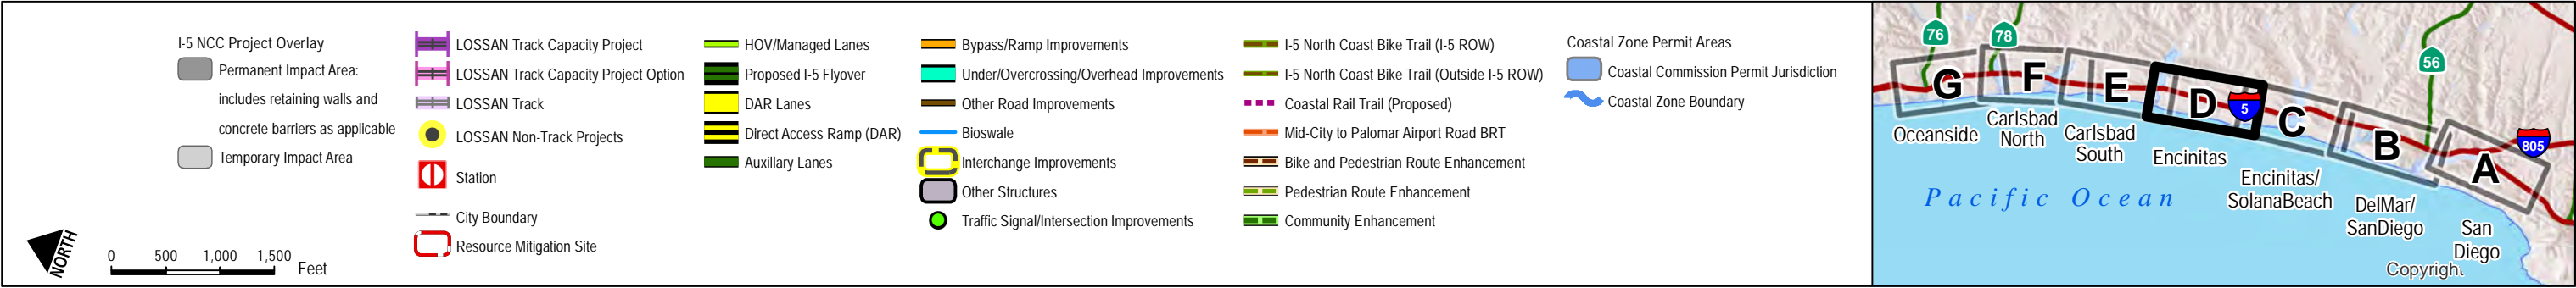 I-5 NCC Project Overlay
Permanent Impact Area:
includes retaining walls and
concrete barriers as applicable
Temporary Impact Area
NORTH
0 500 1,000 1,500
Feet
LOSSAN Track Capacity Project
LOSSAN Track Capacity Project Option
LOSSAN Track
LOSSAN Non-Track Projects
Station
City Boundary
Resource Mitigation Site
HOV/Managed Lanes
Proposed I-5 Flyover
DAR Lanes
Direct Access Ramp (DAR)
Auxillary Lanes
Bypass/Ramp Improvements
Under/Overcrossing/Overhead Improvements
Other Road Improvements
Bioswale
Interchange Improvements
Other Structures
Traffic Signal/Intersection Improvements
I-5 North Coast Bike Trail (I-5 ROW)
I-5 North Coast Bike Trail (Outside I-5 ROW)
Coastal Rail Trail (Proposed)
Mid-City to Palomar Airport Road BRT
Bike and Pedestrian Route Enhancement
Pedestrian Route Enhancement
Community Enhancement
Coastal Zone Permit Areas
Coastal Commission Permit Jurisdiction
Coastal Zone Boundary
76
78
56
5
805
G
F
E
D
C
B
A
Oceanside
Carlsbad
North
Carlsbad
South
Encinitas
Encinitas/
SolanaBeach
DelMar/
SanDiego
San
Diego
Pacific Ocean
Copyright